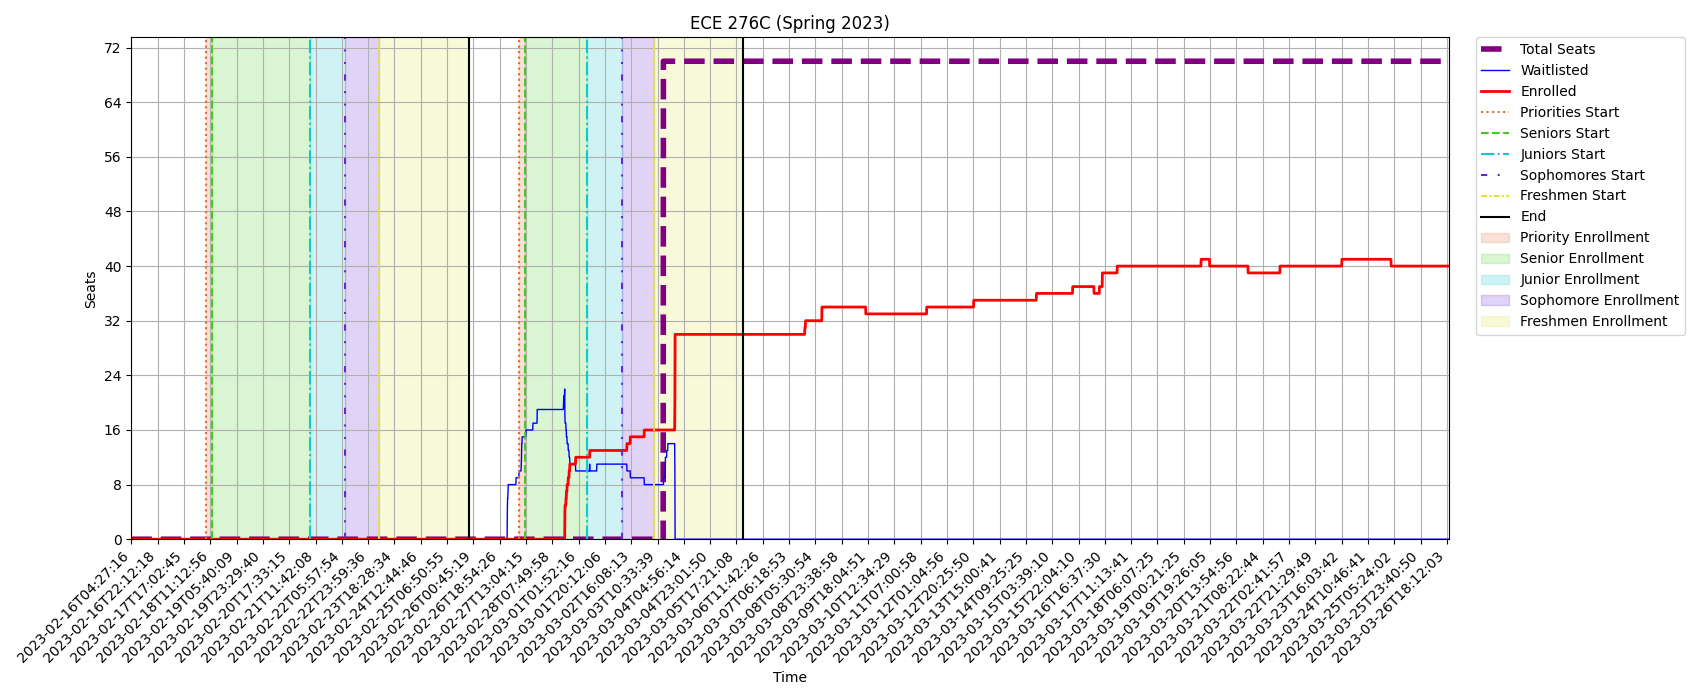 ECE 276C (Spring 2023)
72
64
56
48
40
32
24
16
8
0
Seats
2023-02-16T04:27:16
2023-02-16T22:12:18
2023-02-17T17:02:45
2023-02-18T11:12:56
2023-02-19T05:40:09
2023-02-19T23:29:40
2023-02-20T17:33:15
2023-02-21T11:42:08
2023-02-22T05:57:54
2023-02-22T23:59:36
2023-02-23T18:28:34
2023-02-24T12:44:46
2023-02-25T06:50:55
2023-02-26T00:45:19
2023-02-26T18:54:26
2023-02-27T13:04:15
2023-02-28T07:49:58
2023-03-01T01:52:16
2023-03-01T20:12:06
2023-03-02T16:08:13
2023-03-03T10:33:39
2023-03-04T04:56:14
2023-03-04T23:01:50
2023-03-05T17:21:08
2023-03-06T11:42:26
2023-03-07T06:18:53
2023-03-08T05:30:54
2023-03-08T23:38:58
2023-03-09T18:04:51
2023-03-10T12:34:29
2023-03-11T07:00:58
2023-03-12T01:04:56
2023-03-12T20:25:50
2023-03-13T15:00:41
2023-03-14T09:25:25
2023-03-15T03:39:10
2023-03-15T22:04:10
2023-03-16T16:37:30
2023-03-17T11:13:41
2023-03-18T06:07:25
2023-03-19T00:21:25
2023-03-19T19:26:05
2023-03-20T13:54:56
2023-03-21T08:22:44
2023-03-22T02:41:57
2023-03-22T21:29:49
2023-03-23T16:03:42
2023-03-24T10:46:41
2023-03-25T05:24:02
2023-03-25T23:40:50
2023-03-26T18:12:03
Time
Total Seats
Waitlisted
Enrolled
Priorities Start
Seniors Start
Juniors Start
Sophomores Start
Freshmen Start
End
Priority Enrollment
Senior Enrollment
Junior Enrollment
Sophomore Enrollment
Freshmen Enrollment